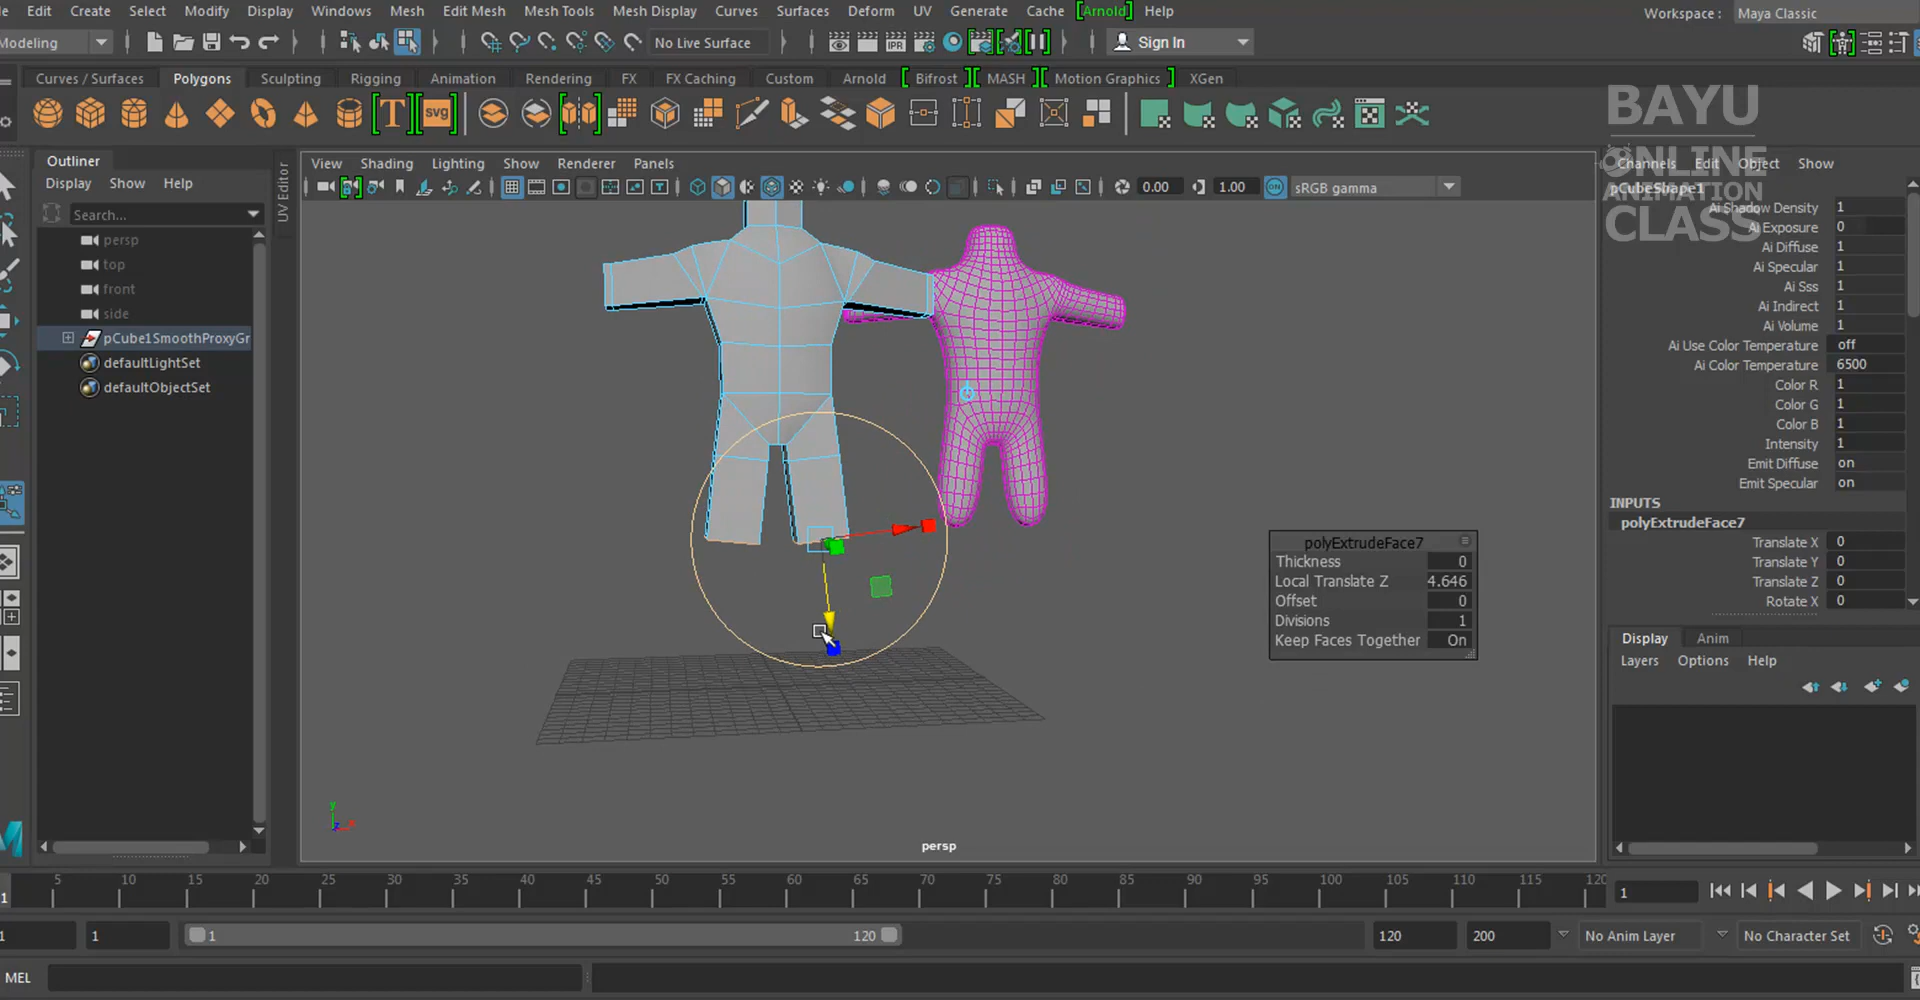 Edit Create Select Modify Display Windows Mesh Edit Mesh Mesh Tools Mesh Display Curves Surfaces Deform UV Generate Cache [Arnold] Help
Workspace : Maya Classic
Modeling
No Live Surface
IPR
Sign In
Curves / Surfaces Polygons Sculpting Rigging Animation Rendering FX FX Caching Custom Arnold Bifrost MASH Motion Graphics XGen
T svg
BAYU
ONLINE
ANIMATION
CLASS
Outliner
Display Show Help
Search...
persp
top
front
side
pCube1SmoothProxyGr
defaultLightSet
defaultObjectSet
UV Editor
View Shading Lighting Show Renderer Panels
0.00 1.00 ON sRGB gamma
Channels Edit Object Show
pCubeShape1
Ai Shadow Density 1
Ai Exposure 0
Ai Diffuse 1
Ai Specular 1
Ai Sss 1
Ai Indirect 1
Ai Volume 1
Ai Use Color Temperature off
Ai Color Temperature 6500
Color R 1
Color G 1
Color B 1
Intensity 1
Emit Diffuse on
Emit Specular on
INPUTS
polyExtrudeFace7
Translate X 0
Translate Y 0
Translate Z 0
Rotate X 0
polyExtrudeFace7
Thickness 0
Local Translate Z 4.646
Offset 0
Divisions 1
Keep Faces Together On
y
z x
persp
Display Anim
Layers Options Help
1 5 10 15 20 25 30 35 40 45 50 55 60 65 70 75 80 85 90 95 100 105 110 115 120
1
1 1 1 120 120 200 No Anim Layer No Character Set
MEL